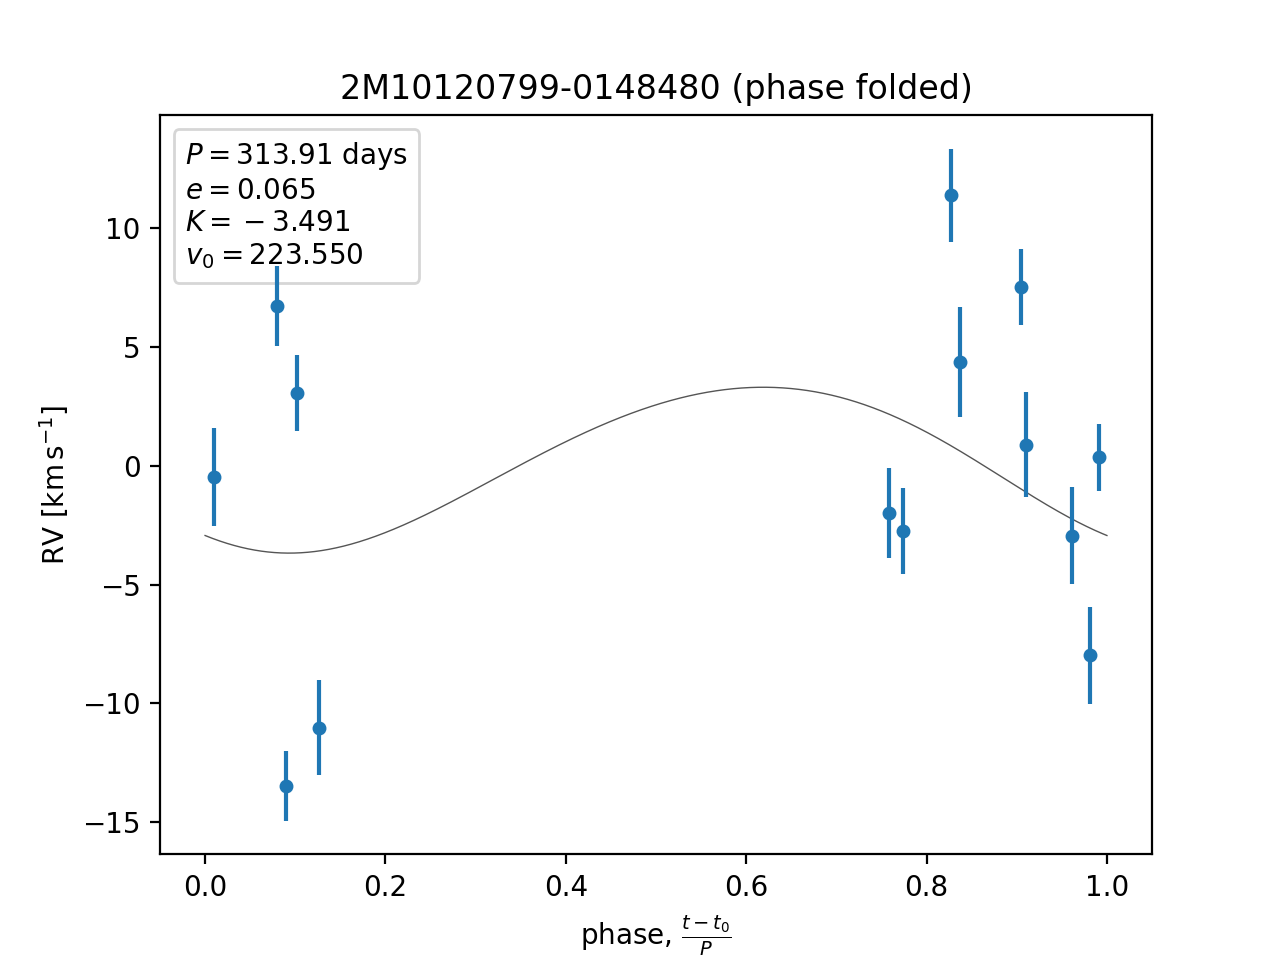 2M10120799-0148480 (phase folded)
P = 313.91 days
e = 0.065
K = −3.491
v₀ = 223.550
10
5
0
−5
−10
−15
RV [km s⁻¹]
0.0 0.2 0.4 0.6 0.8 1.0
phase, (t − t₀)/P